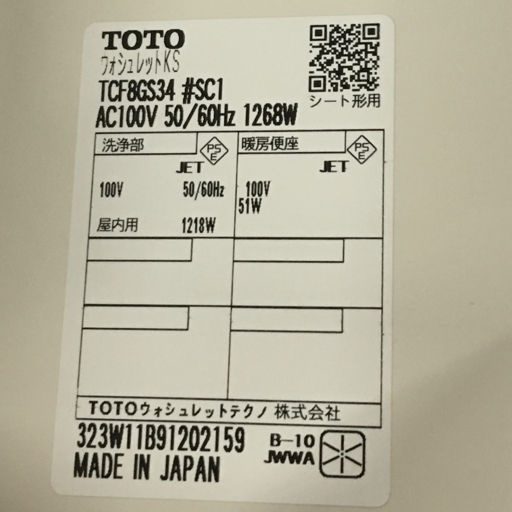 TOTO
ウォシュレットKS
TCF8GS34 #SC1
シート形用
AC100V 50/60Hz 1268W
洗浄部 PSE 暖房便座 PSE
JET JET
100V 50/60Hz 100V
51W
屋内用 1218W
TOTOウォシュレットテクノ 株式会社
323W11B91202159 B-10
JWWA
MADE IN JAPAN